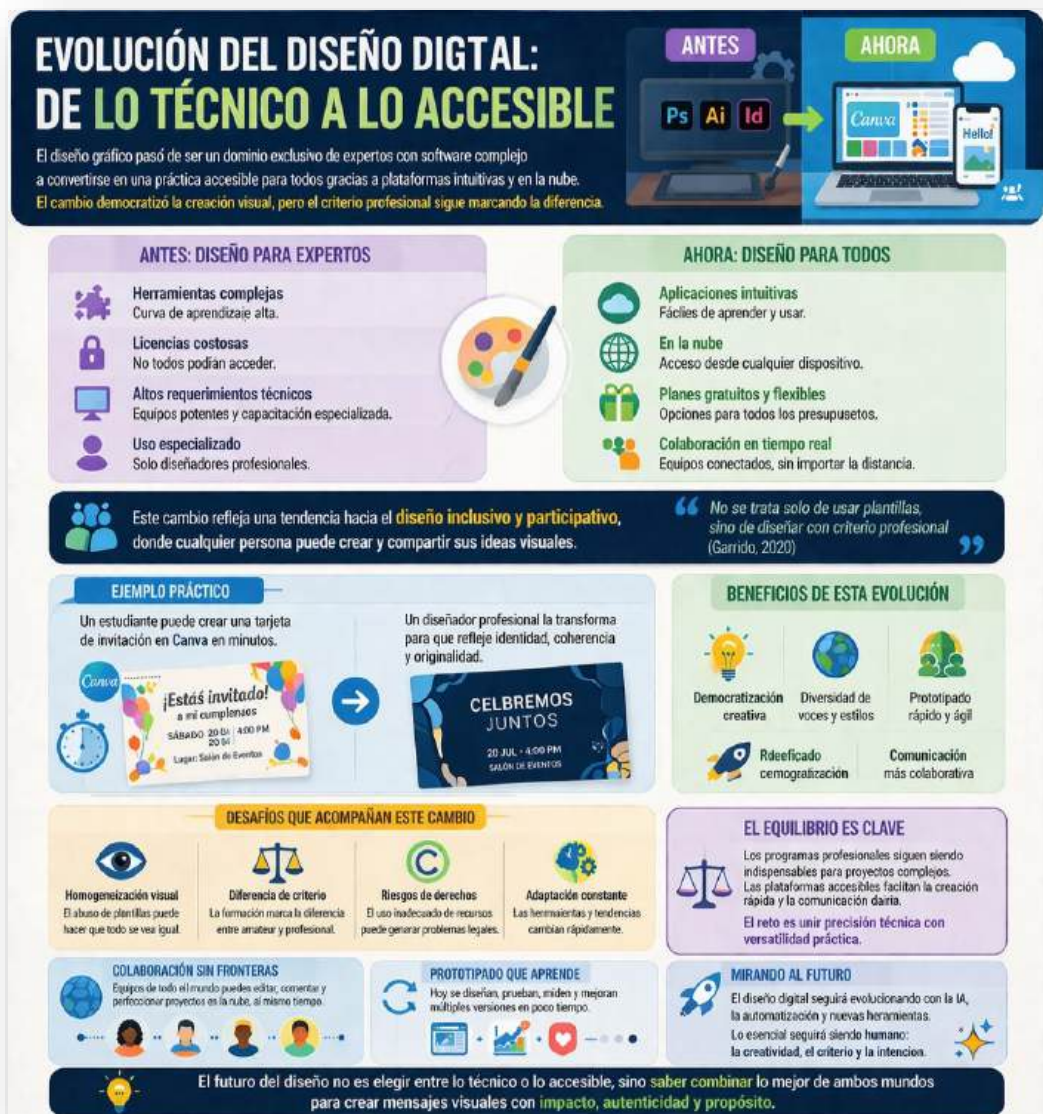 EVOLUCIÓN DEL DISEÑO DIGTAL:
DE LO TÉCNICO A LO ACCESIBLE
El diseño gráfico pasó de ser un dominio exclusivo de expertos con software complejo
a convertirse en una práctica accesible para todos gracias a plataformas intuitivas y en la nube.
El cambio democratizó la creación visual, pero el criterio profesional sigue marcando la diferencia.
ANTES
Ps Ai Id
AHORA
Canva
Hello!
ANTES: DISEÑO PARA EXPERTOS
Herramientas complejas
Curva de aprendizaje alta.
Licencias costosas
No todos podían acceder.
Altos requerimientos técnicos
Equipos potentes y capacitación especializada.
Uso especializado
Solo diseñadores profesionales.
AHORA: DISEÑO PARA TODOS
Aplicaciones intuitivas
Fáciles de aprender y usar.
En la nube
Acceso desde cualquier dispositivo.
Planes gratuitos y flexibles
Opciones para todos los presupusetos.
Colaboración en tiempo real
Equipos conectados, sin importar la distancia.
Este cambio refleja una tendencia hacia el diseño inclusivo y participativo,
donde cualquier persona puede crear y compartir sus ideas visuales.
“ No se trata solo de usar plantillas,
sino de diseñar con criterio profesional
(Garrido, 2020) ”
EJEMPLO PRÁCTICO
Un estudiante puede crear una tarjeta
de invitación en Canva en minutos.
Canva
¡Estás invitado!
a mi cumplensos
SÁBADO 4:00 PM
Lugar: Salón de Eventos
Un diseñador profesional la transforma
para que refleje identidad, coherencia
y originalidad.
CELBREMOS
JUNTOS
20 JUL - 4:00 PM
SALÓN DE EVENTOS
BENEFICIOS DE ESTA EVOLUCIÓN
Democratización
creativa
Diversidad de
voces y estilos
Prototipado
rápido y ágil
Rdeeficado
cemogratización
Comunicación
más colaborativa
DESAFÍOS QUE ACOMPAÑAN ESTE CAMBIO
Homogeneización visual
El abuso de plantillas puede
hacer que todo se vea igual.
Diferencia de criterio
La formación marca la diferencia
entre amateur y profesional.
Riesgos de derechos
El uso inadecuado de recursos
puede generar problemas legales.
Adaptación constante
Las herrmaientas y tendencias
cambian rápidamente.
EL EQUILIBRIO ES CLAVE
Los programas profesionales siguen siendo
indispensables para proyectos complejos.
Las plataformas accesibles facilitan la creación
rápida y la comunicación dairia.
El reto es unir precisión técnica con
versatilidad práctica.
COLABORACIÓN SIN FRONTERAS
Equipos de todo ell mundo pueden editar, comentar y
perfeccionar proyectos es la nube, al mismo tiempo.
PROTOTIPADO QUE APRENDE
Hoy se diseñan, prueban, miden y mejoran
múltiples versiones en poco tiempo.
MIRANDO AL FUTURO
El diseño digital seguirá evolucionando con la IA,
la automatización y nuevas herramientas.
Lo esencial seguirá siendo humano:
la creatividad, el criterio y la intencion.
El futuro del diseño no es elegir entre lo técnico o lo accesible, sino saber combinar lo mejor de ambos mundos
para crear mensajes visuales con impacto, autenticidad y propósito.